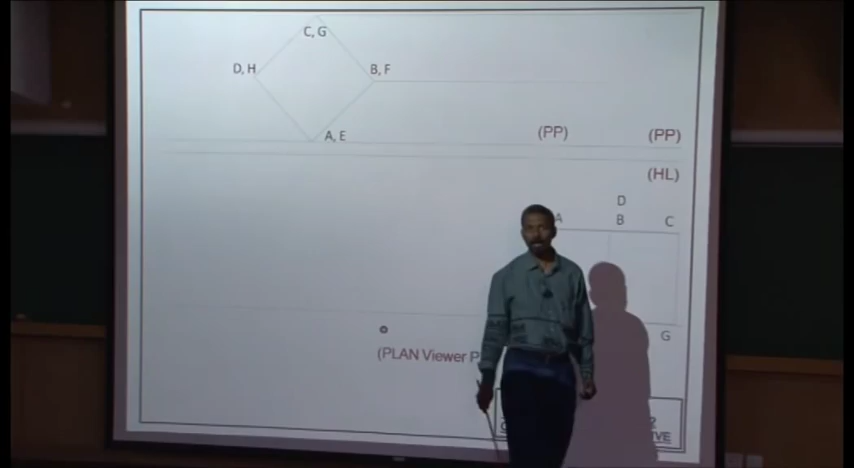 C, G
D, H
B, F
A, E
(PP)
(PP)
(HL)
D
A
B
C
G
(PLAN Viewer